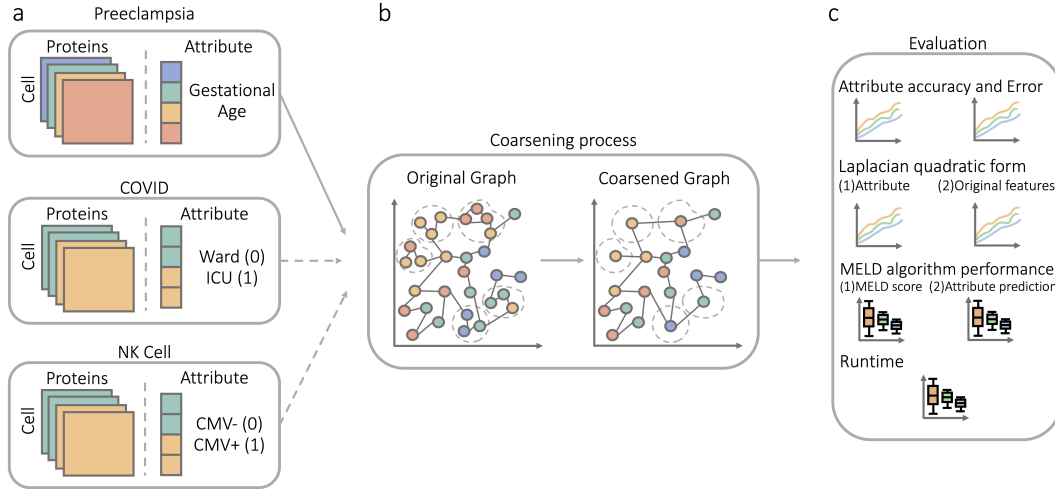 a
Preeclampsia
Proteins
Attribute
Cell
Gestational
Age
COVID
Proteins
Attribute
Cell
Ward (0)
ICU (1)
NK Cell
Proteins
Attribute
Cell
CMV- (0)
CMV+ (1)
b
Coarsening process
Original Graph
Coarsened Graph
c
Evaluation
Attribute accuracy and Error
Laplacian quadratic form
(1)Attribute
(2)Original features
MELD algorithm performance
(1)MELD score
(2)Attribute prediction
Runtime